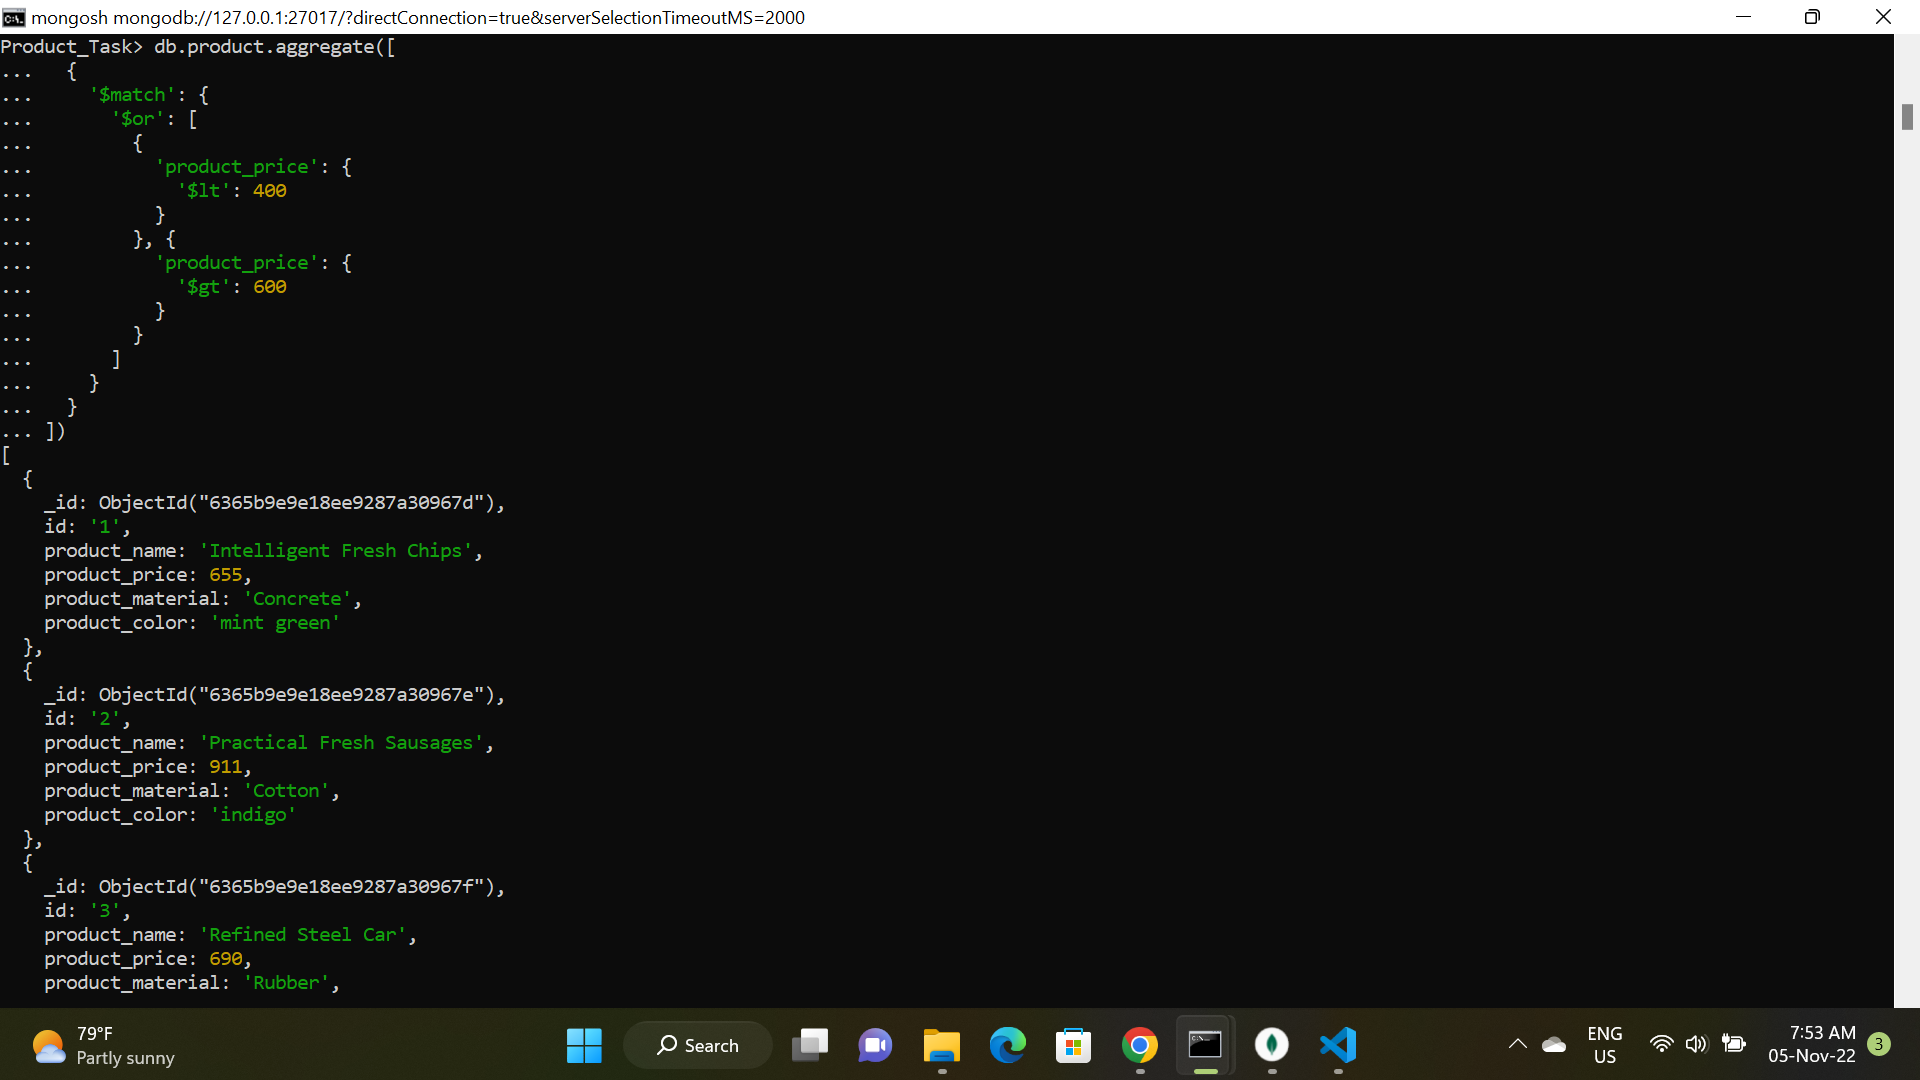 mongosh mongodb://127.0.0.1:27017/?directConnection=true&serverSelectionTimeoutMS=2000
Product_Task> db.product.aggregate([
...   {
...     '$match': {
...       '$or': [
...         {
...           'product_price': {
...             '$lt': 400
...           }
...         }, {
...           'product_price': {
...             '$gt': 600
...           }
...         }
...       ]
...     }
...   }
... ])
[
  {
    _id: ObjectId("6365b9e9e18ee9287a30967d"),
    id: '1',
    product_name: 'Intelligent Fresh Chips',
    product_price: 655,
    product_material: 'Concrete',
    product_color: 'mint green'
  },
  {
    _id: ObjectId("6365b9e9e18ee9287a30967e"),
    id: '2',
    product_name: 'Practical Fresh Sausages',
    product_price: 911,
    product_material: 'Cotton',
    product_color: 'indigo'
  },
  {
    _id: ObjectId("6365b9e9e18ee9287a30967f"),
    id: '3',
    product_name: 'Refined Steel Car',
    product_price: 690,
    product_material: 'Rubber',
79°F
Partly sunny
Search
ENG
US
7:53 AM
05-Nov-22
3